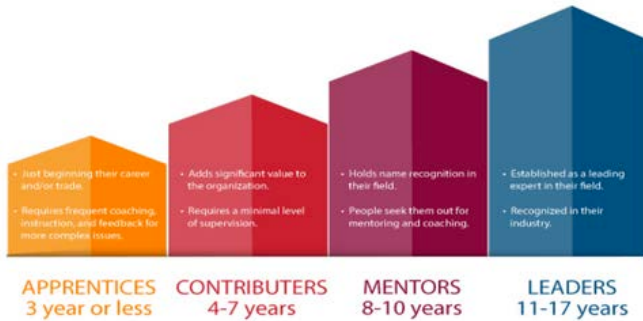 • Just beginning their career
and/or trade.
• Requires frequent coaching,
instruction, and feedback for
more complex issues.
• Adds significant value to
the organization.
• Requires a minimal level
of supervision.
• Holds name recognition in
their field.
• People seek them out for
mentoring and coaching.
• Established as a leading
expert in their field.
• Recognized in their
industry.
APPRENTICES
3 year or less
CONTRIBUTERS
4-7 years
MENTORS
8-10 years
LEADERS
11-17 years